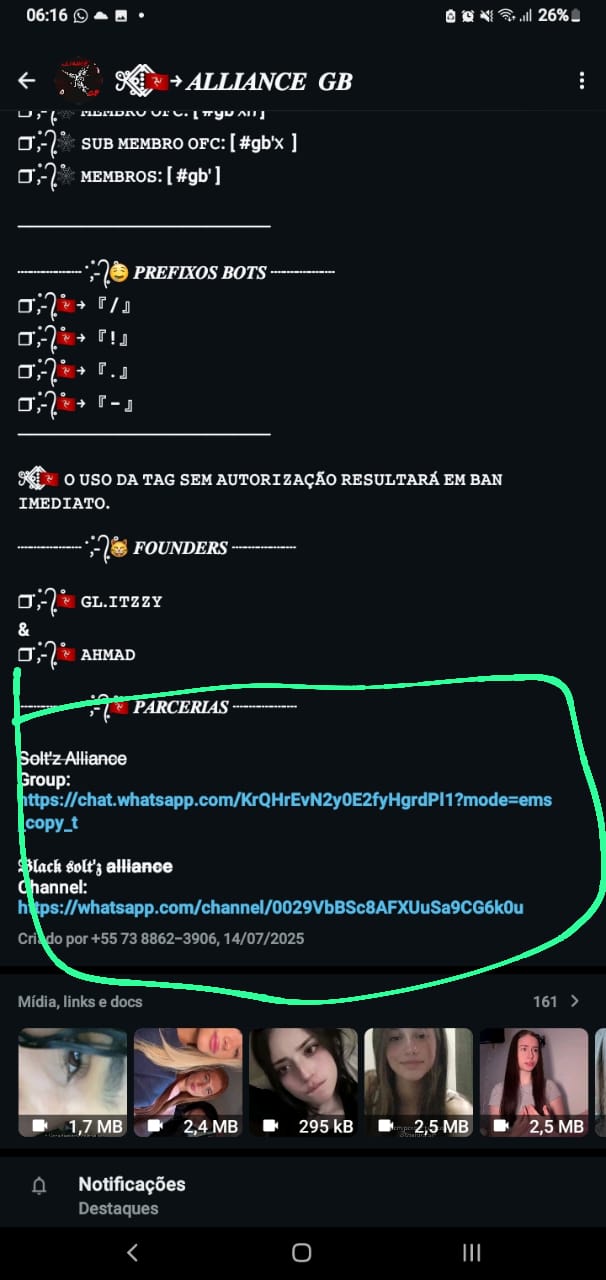 06:16
26%
ALLIANCE GB
MEMBRO OFC: [ #gb'xn ]
SUB MEMBRO OFC: [ #gb'x ]
MEMBROS: [ #gb' ]
PREFIXOS BOTS
『/』
『!』
『.』
『-』
O USO DA TAG SEM AUTORIZAÇÃO RESULTARÁ EM BAN
IMEDIATO.
FOUNDERS
GL.ITZZY
&
AHMAD
PARCERIAS
Solt'z Alliance
Group:
https://chat.whatsapp.com/KrQHrEvN2y0E2fyHgrdPl1?mode=ems
_copy_t
𝕭𝖑𝖆𝖈𝖐 𝖘𝖔𝖑𝖙'𝖟 alliance
Channel:
https://whatsapp.com/channel/0029VbBSc8AFXUuSa9CG6k0u
Criado por +55 73 8862-3906, 14/07/2025
Mídia, links e docs
161
1,7 MB
2,4 MB
295 kB
2,5 MB
2,5 MB
Notificações
Destaques